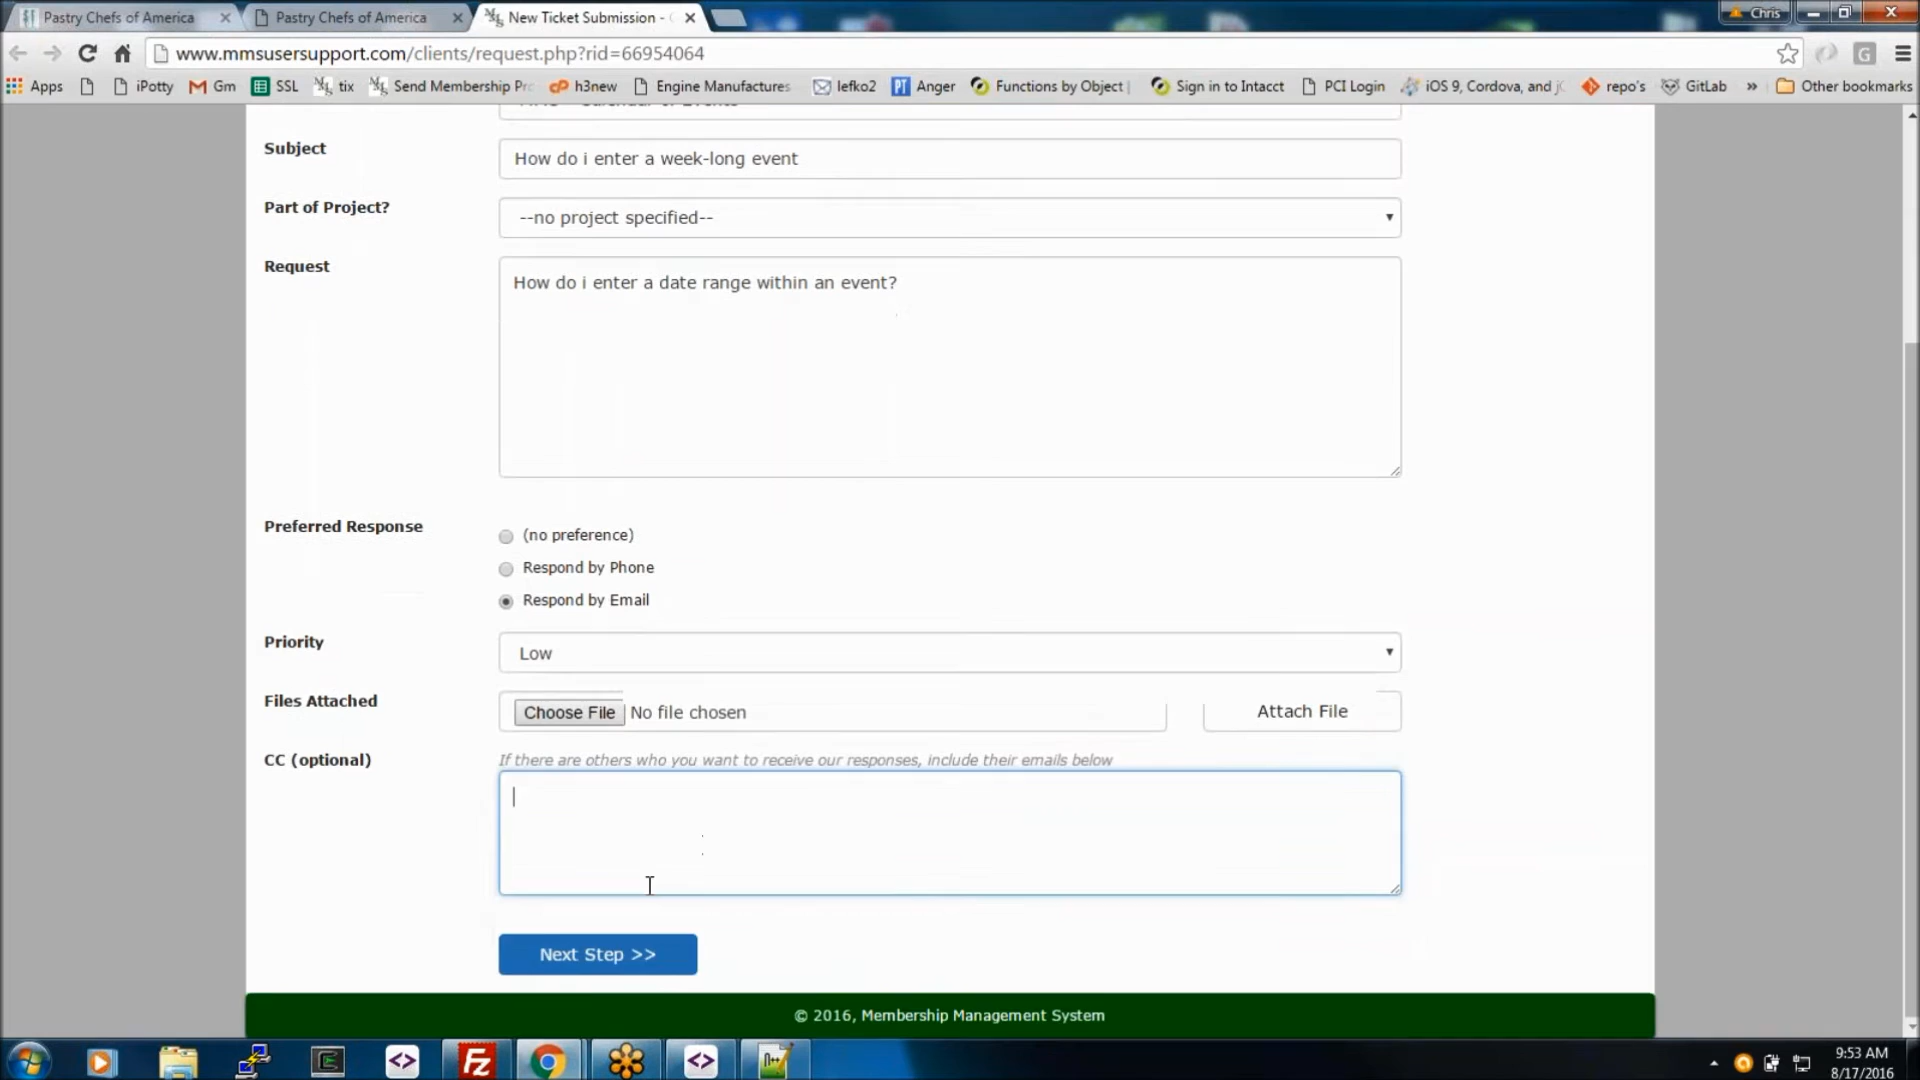 Pastry Chefs of America
Pastry Chefs of America
New Ticket Submission -
Chris
www.mmsusersupport.com/clients/request.php?rid=66954064
Apps
iPotty
Gm
SSL
tix
Send Membership Pr
h3new
Engine Manufactures
lefko2
PT
Anger
Functions by Object
Sign in to Intacct
PCI Login
iOS 9, Cordova, and j
repo's
GitLab
»
Other bookmarks
Subject
How do i enter a week-long event
Part of Project?
--no project specified--
Request
How do i enter a date range within an event?
Preferred Response
(no preference)
Respond by Phone
Respond by Email
Priority
Low
Files Attached
Choose File No file chosen
Attach File
CC (optional)
If there are others who you want to receive our responses, include their emails below
Next Step >>
© 2016, Membership Management System
9:53 AM
8/17/2016